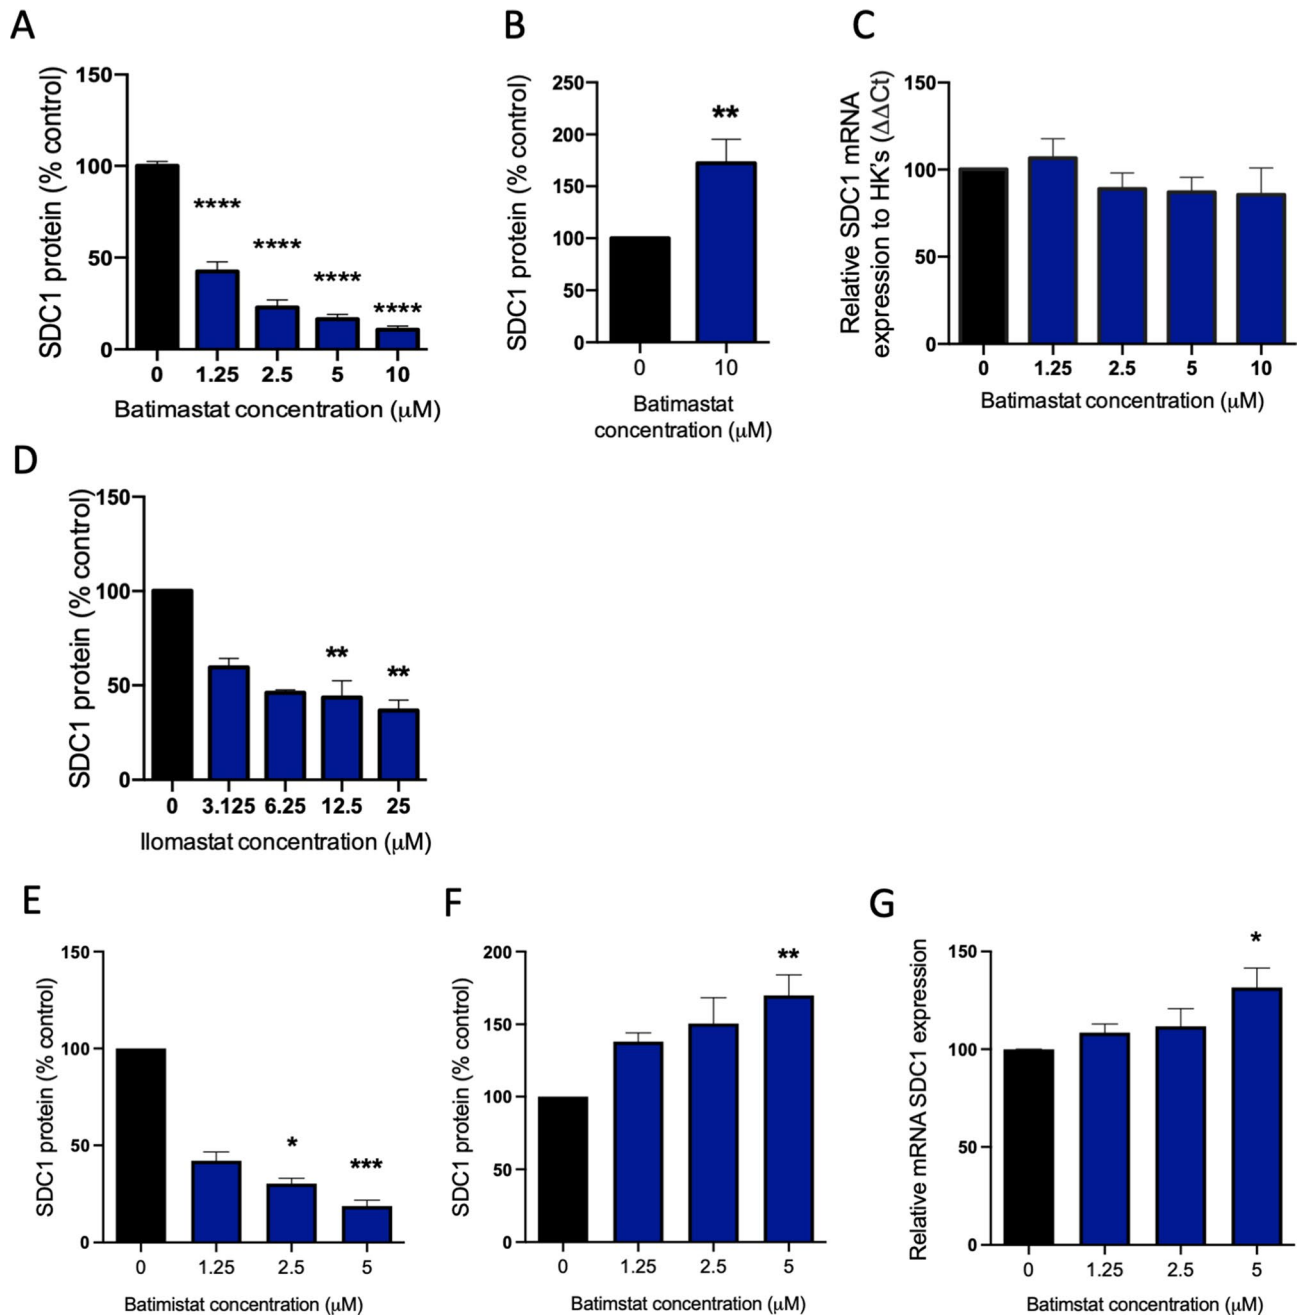 A
SDC1 protein (% control)
150
100
50
0
****
****
****
****
0 1.25 2.5 5 10
Batimastat concentration (μM)
B
SDC1 protein (% control)
250
200
150
100
50
0
**
0 10
Batimastat
concentration (μM)
C
Relative SDC1 mRNA
expression to HK's (ΔΔCt)
150
100
50
0
0 1.25 2.5 5 10
Batimastat concentration (μM)
D
SDC1 protein (% control)
150
100
50
0
**
**
0 3.125 6.25 12.5 25
Ilomastat concentration (μM)
E
SDC1 protein (% control)
150
100
50
0
*
***
0 1.25 2.5 5
Batimistat concentration (μM)
F
SDC1 protein (% control)
200
150
100
50
0
**
0 1.25 2.5 5
Batimstat concentration (μM)
G
Relative mRNA SDC1 expression
150
100
50
0
*
0 1.25 2.5 5
Batimstat concentration (μM)